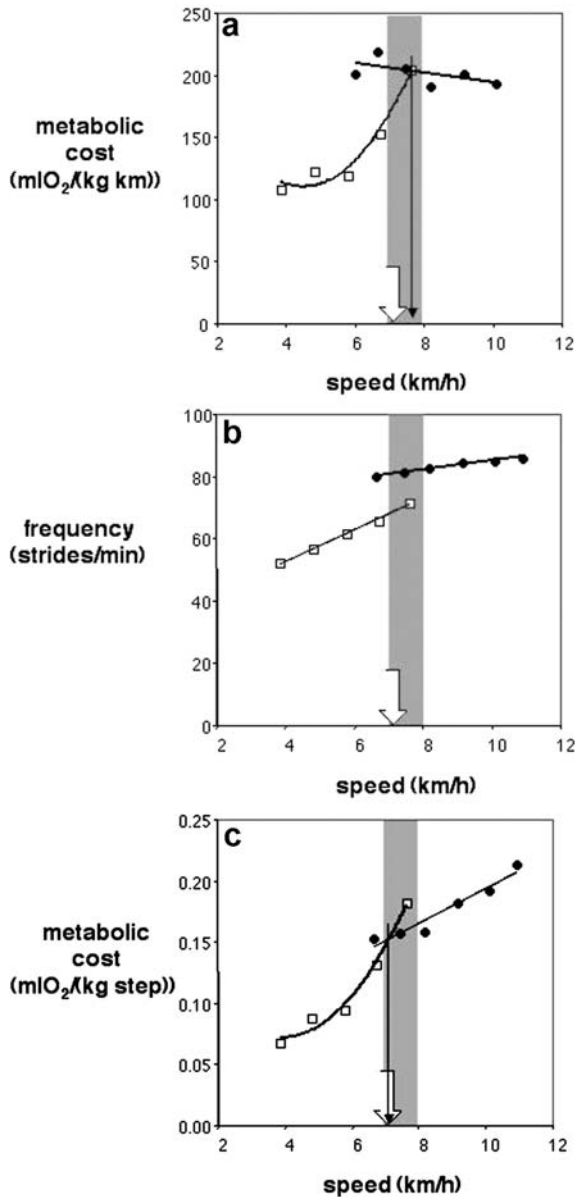 a
250
200
150
100
50
0
metabolic
cost
(mlO2/(kg km))
2 4 6 8 10 12
speed (km/h)
b
100
80
60
40
20
0
frequency
(strides/min)
2 4 6 8 10 12
speed (km/h)
c
0.25
0.20
0.15
0.10
0.05
0.00
metabolic
cost
(mlO2/(kg step))
2 4 6 8 10 12
speed (km/h)